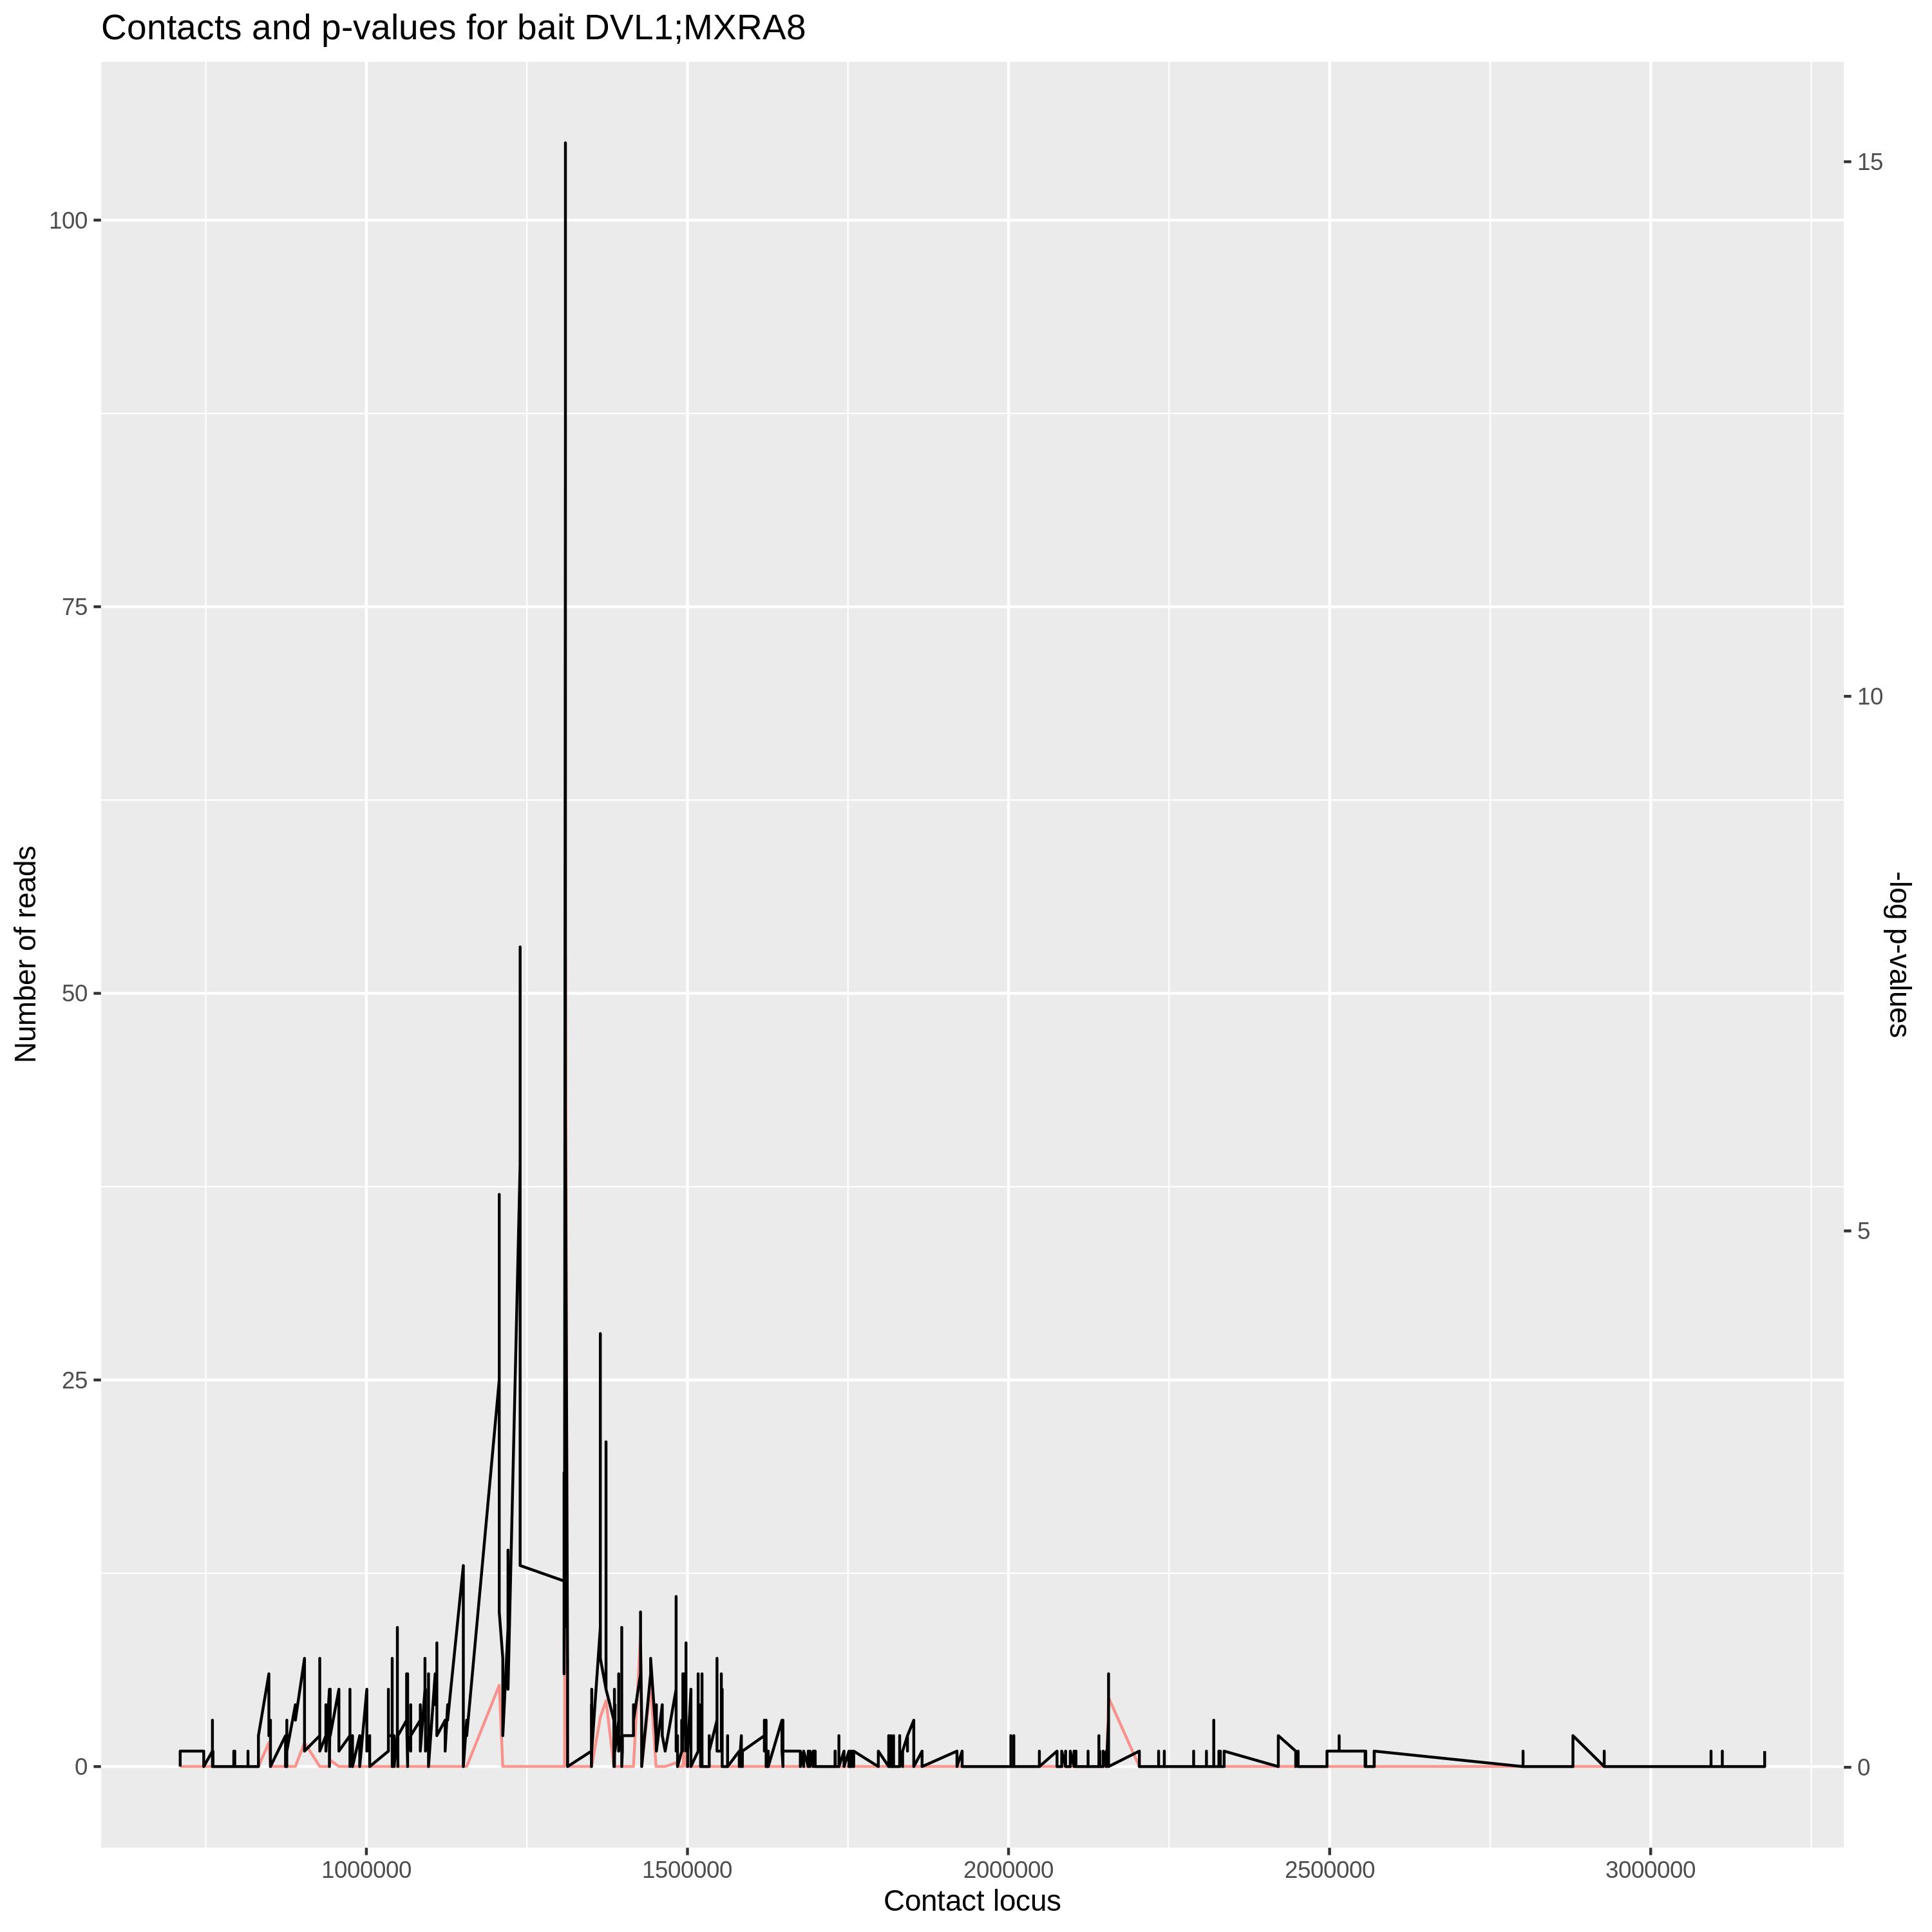 Contacts and p-values for bait DVL1;MXRA8
Number of reads
100
75
50
25
0
15
10
5
0
-log p-values
1000000 1500000 2000000 2500000 3000000
Contact locus